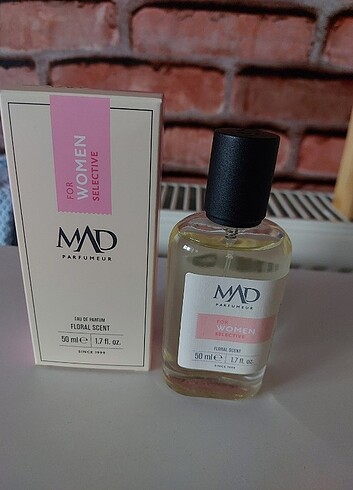 FOR
WOMEN
SELECTIVE
MAD
PARFUMEUR
EAU DE PARFUM
FLORAL SCENT
50 ml ℮ 1.7 fl. oz.
SINCE 1999
MAD
PARFUMEUR
FOR
WOMEN
SELECTIVE
FLORAL SCENT
50 ml ℮ 1.7 fl. oz.
SINCE 1999